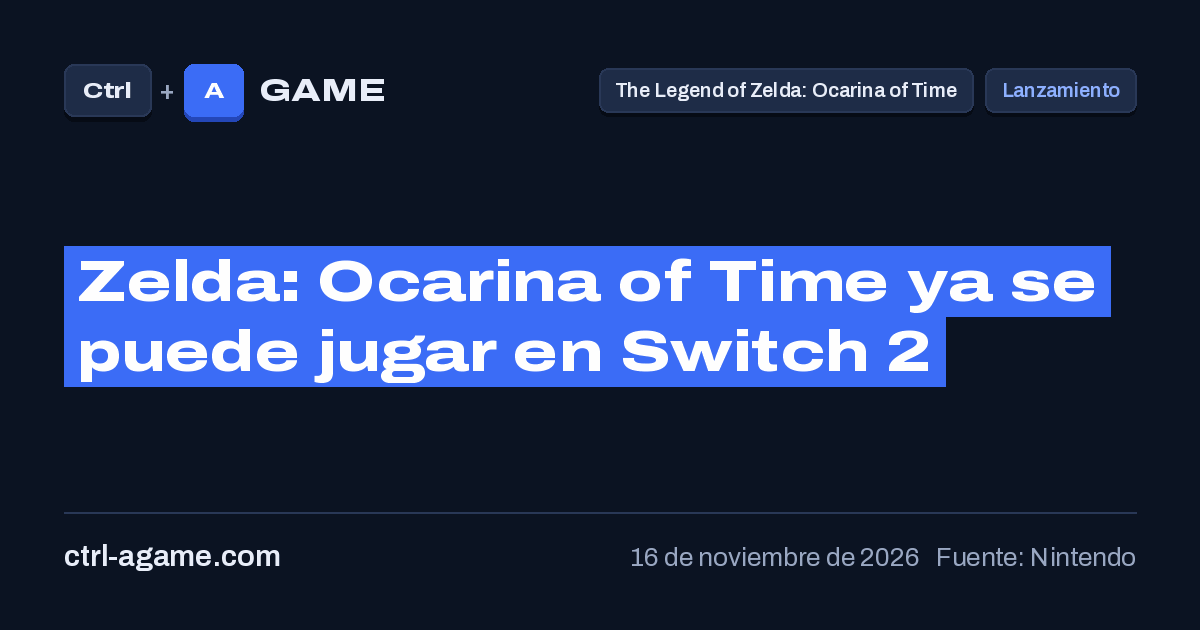 Ctrl + A GAME
The Legend of Zelda: Ocarina of Time
Lanzamiento
Zelda: Ocarina of Time ya se
puede jugar en Switch 2
ctrl-agame.com
16 de noviembre de 2026 Fuente: Nintendo